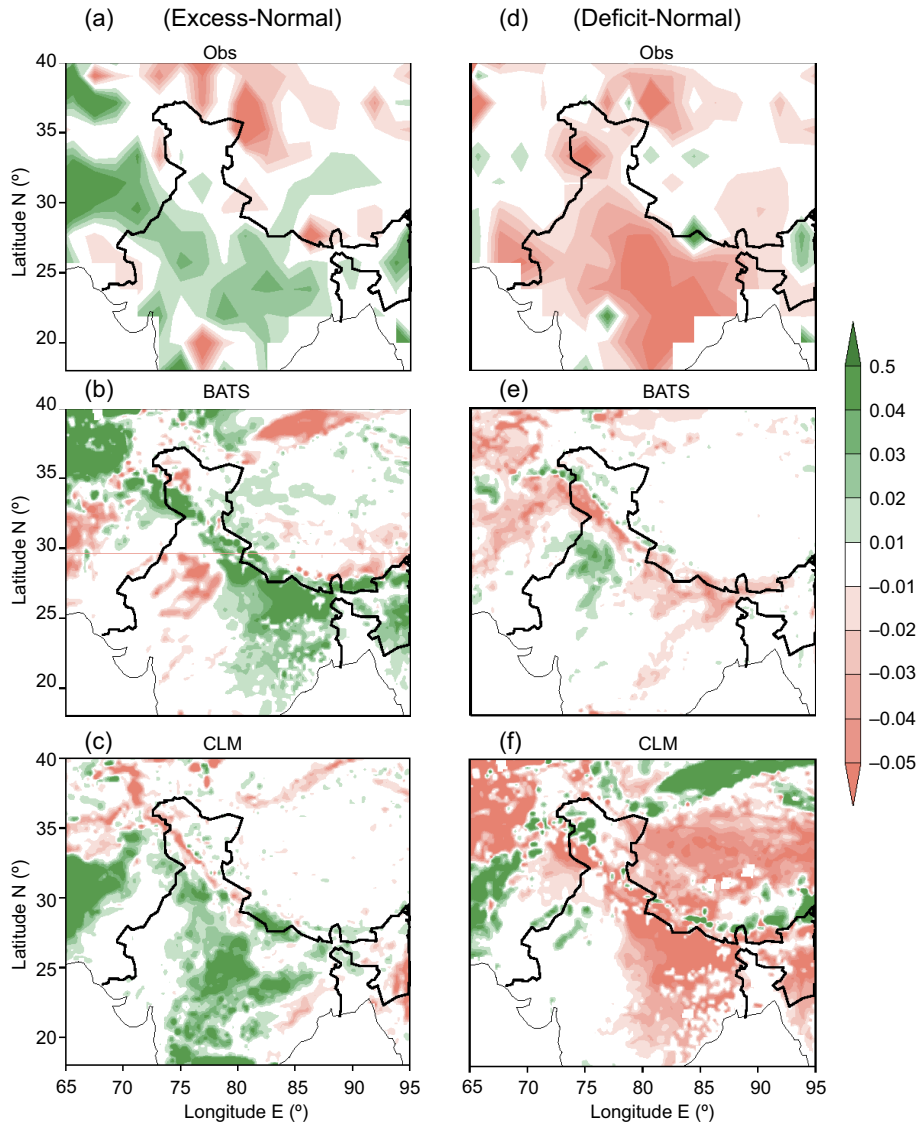 (a) (Excess-Normal)
(d) (Deficit-Normal)
Obs
Obs
40
35
30
25
20
Latitude N (º)
(b) BATS
(e) BATS
40
35
30
25
20
Latitude N (º)
(c) CLM
(f) CLM
40
35
30
25
20
Latitude N (º)
65 70 75 80 85 90 95
Longitude E (º)
65 70 75 80 85 90 95
Longitude E (º)
0.5
0.04
0.03
0.02
0.01
–0.01
–0.02
–0.03
–0.04
–0.05